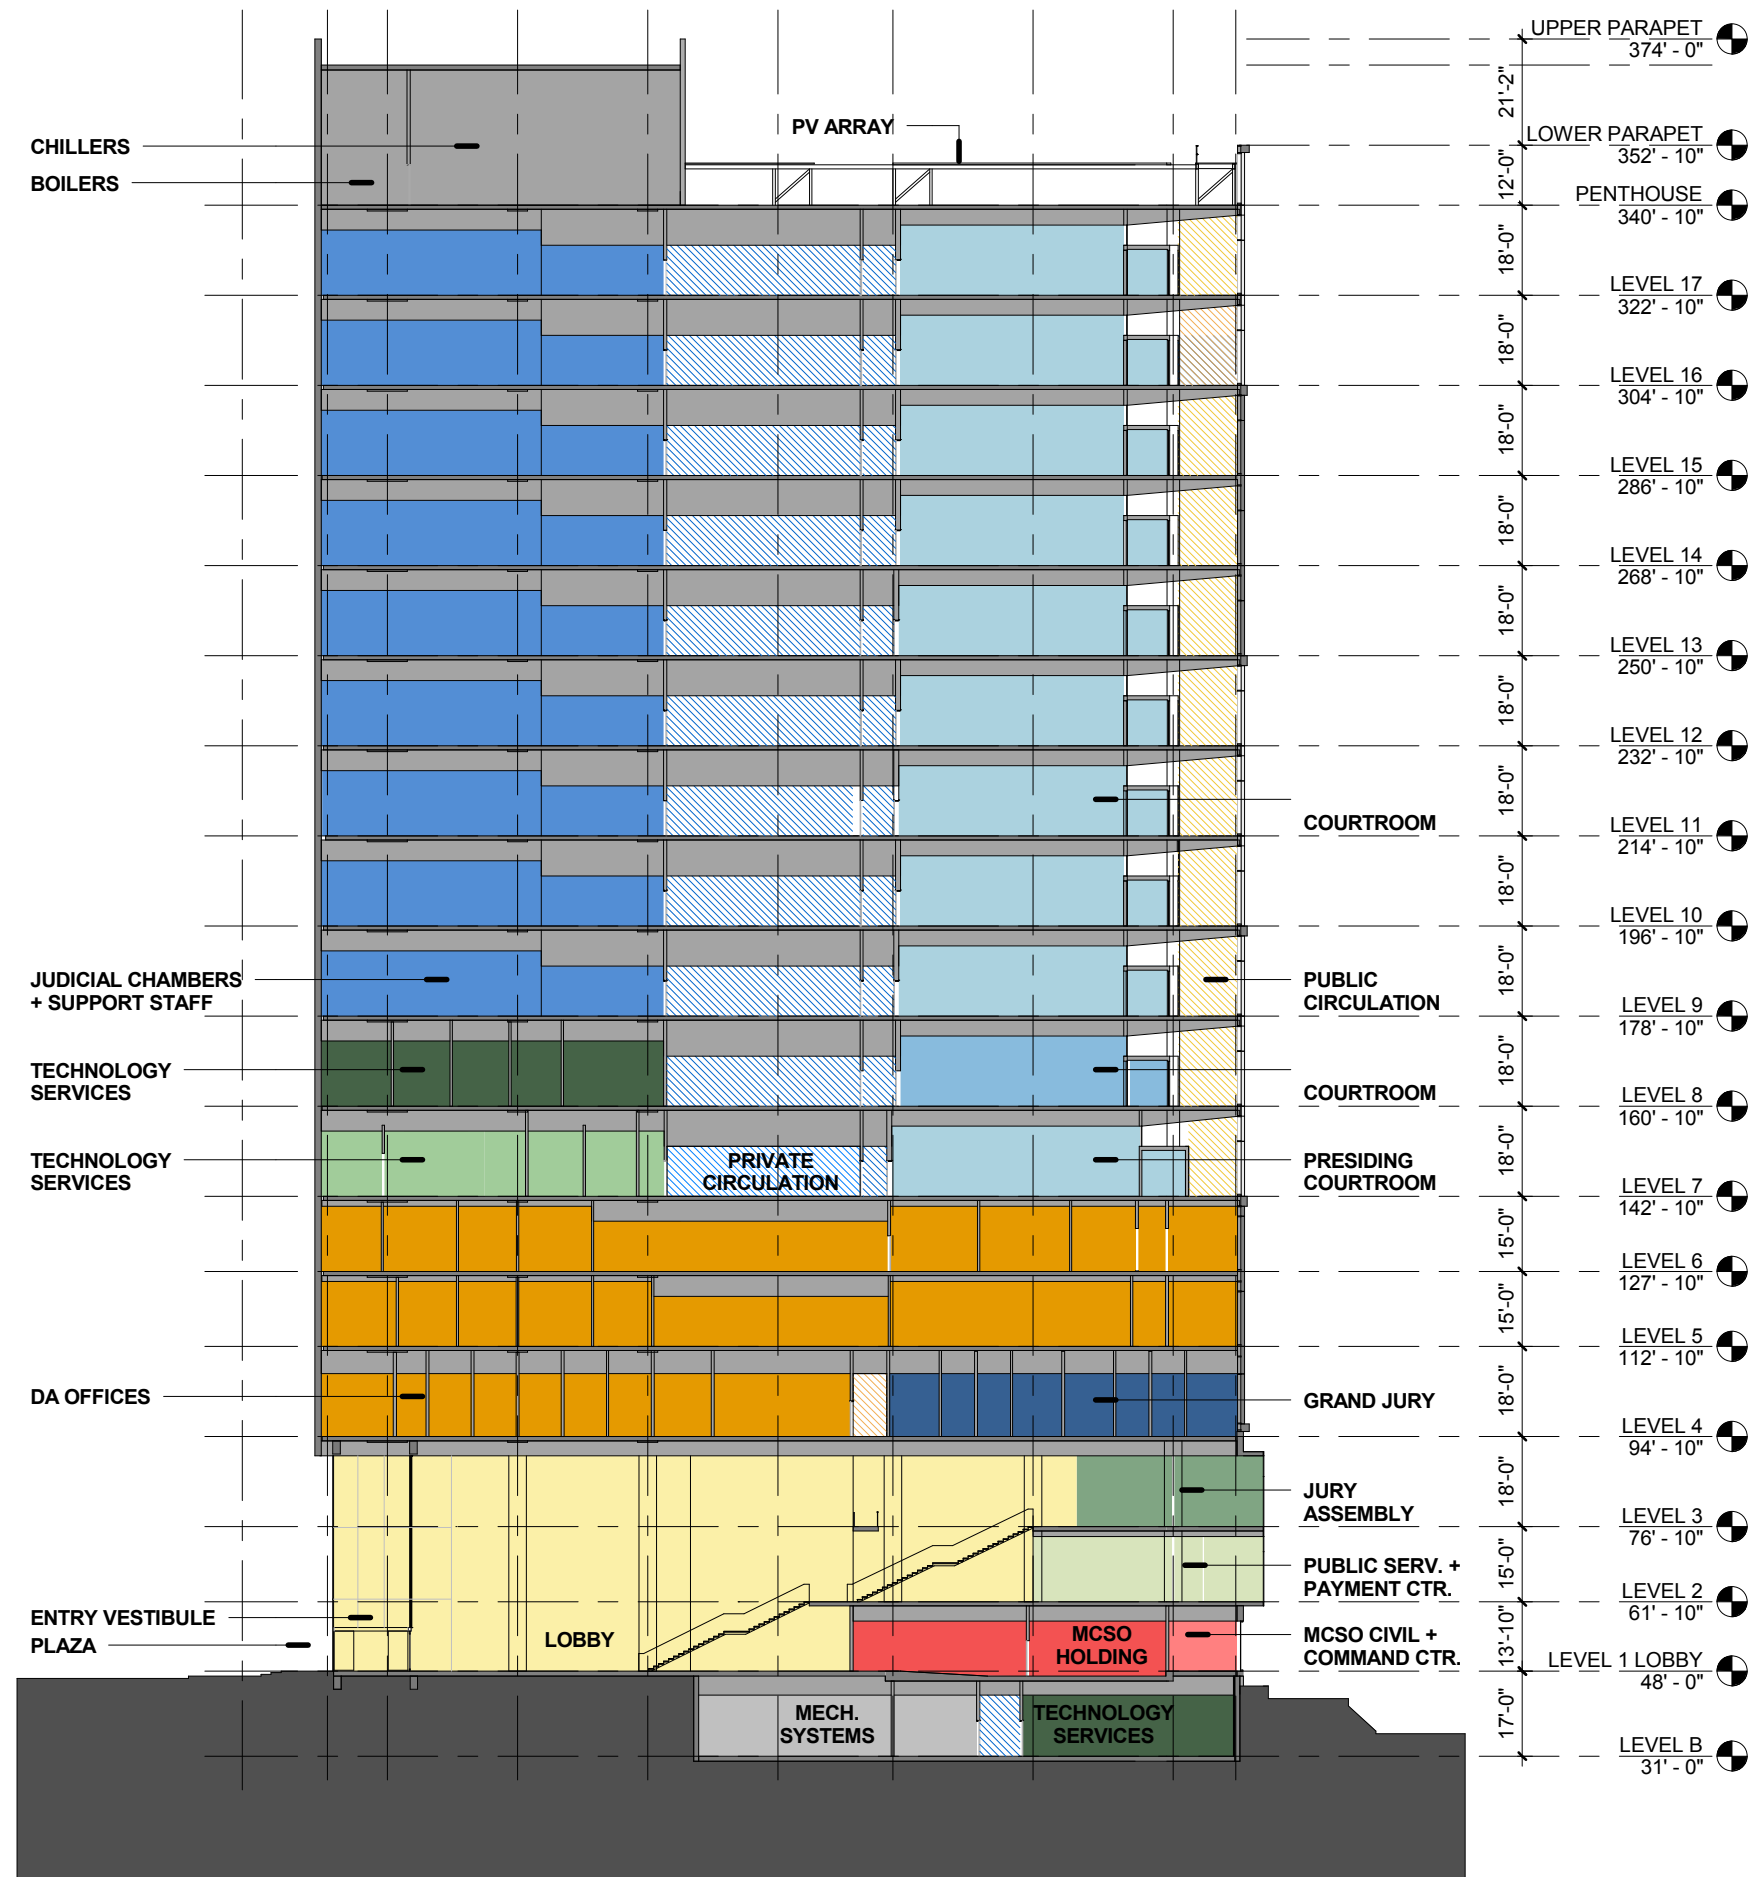 UPPER PARAPET
374' - 0"
21'-2"
PV ARRAY
LOWER PARAPET
352' - 10"
CHILLERS
BOILERS
12'-0"
PENTHOUSE
340' - 10"
18'-0"
LEVEL 17
322' - 10"
18'-0"
LEVEL 16
304' - 10"
18'-0"
LEVEL 15
286' - 10"
18'-0"
LEVEL 14
268' - 10"
18'-0"
LEVEL 13
250' - 10"
18'-0"
LEVEL 12
232' - 10"
18'-0"
COURTROOM
LEVEL 11
214' - 10"
18'-0"
LEVEL 10
196' - 10"
JUDICIAL CHAMBERS
+ SUPPORT STAFF
PUBLIC
CIRCULATION
18'-0"
LEVEL 9
178' - 10"
TECHNOLOGY
SERVICES
COURTROOM
18'-0"
LEVEL 8
160' - 10"
TECHNOLOGY
SERVICES
PRIVATE
CIRCULATION
PRESIDING
COURTROOM
18'-0"
LEVEL 7
142' - 10"
15'-0"
LEVEL 6
127' - 10"
15'-0"
LEVEL 5
112' - 10"
DA OFFICES
GRAND JURY
18'-0"
LEVEL 4
94' - 10"
JURY
ASSEMBLY
18'-0"
LEVEL 3
76' - 10"
PUBLIC SERV. +
PAYMENT CTR.
15'-0"
LEVEL 2
61' - 10"
ENTRY VESTIBULE
PLAZA
LOBBY
MCSO
HOLDING
MCSO CIVIL +
COMMAND CTR.
13'-10"
LEVEL 1 LOBBY
48' - 0"
MECH.
SYSTEMS
TECHNOLOGY
SERVICES
17'-0"
LEVEL B
31' - 0"